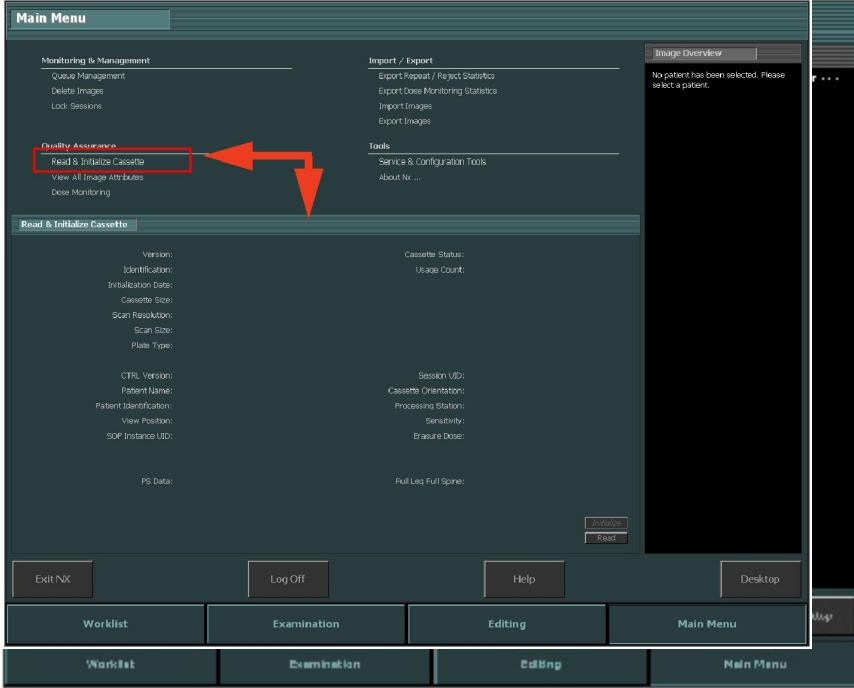 Main Menu
Monitoring & Management
Queue Management
Delete Images
Lock Sessions
Import / Export
Export Repeat / Reject Statistics
Export Dose Monitoring Statistics
Import Images
Export Images
Quality Assurance
Read & Initialize Cassette
View All Image Attributes
Dose Monitoring
Tools
Service & Configuration Tools
About Nx ...
Image Overview
No patient has been selected. Please
select a patient.
r ...
Read & Initialize Cassette
Version:
Identification:
Initialization Date:
Cassette Size:
Scan Resolution:
Scan Size:
Plate Type:
Cassette Status:
Usage Count:
CTRL Version:
Patient Name:
Patient Identification:
View Position:
SOP Instance UID:
Session UID:
Cassette Orientation:
Processing Station:
Sensitivity:
Erasure Dose:
PS Data:
Full Leg Full Spine:
Initialize
Read
Exit NX
Log Off
Help
Desktop
Worklist
Examination
Editing
Main Menu
Worklist
Examination
Editing
Main Menu